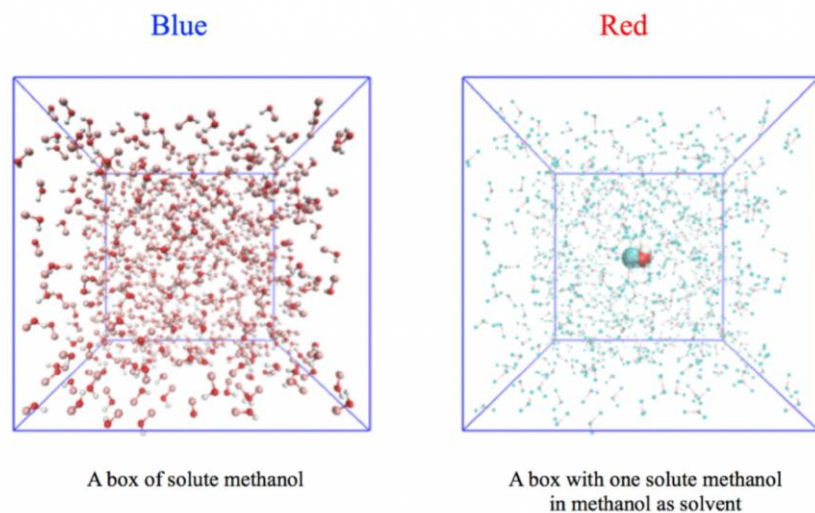 Blue
Red
A box of solute methanol
A box with one solute methanol
in methanol as solvent